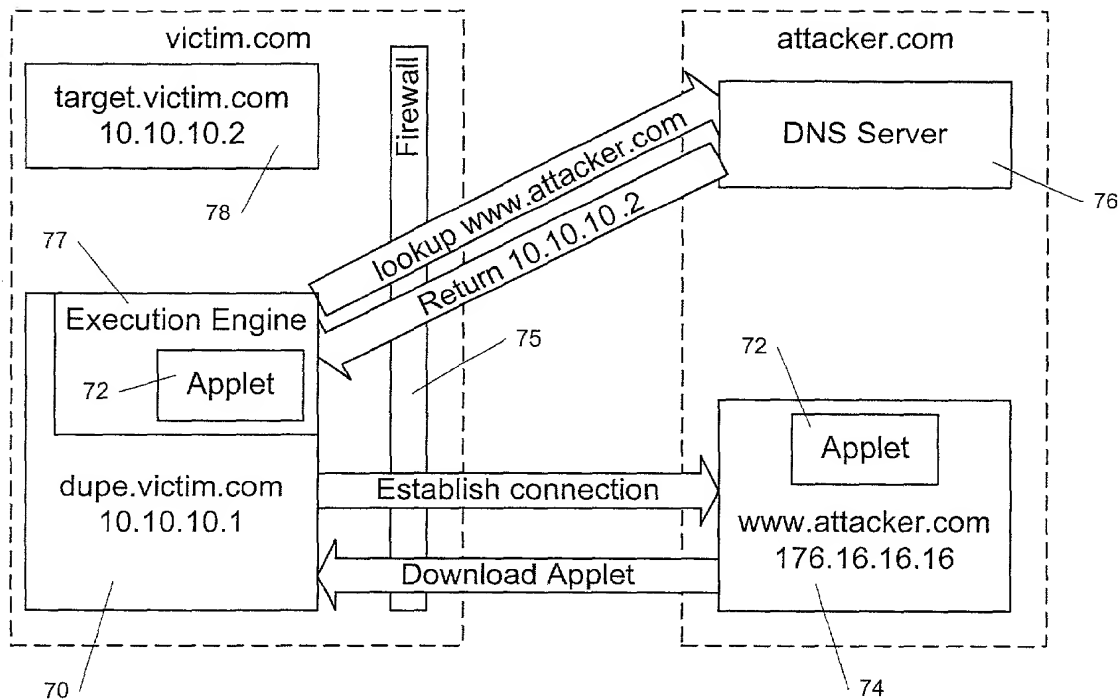 victim.com
target.victim.com
10.10.10.2
78
77
Execution Engine
72
Applet
dupe.victim.com
10.10.10.1
70
Firewall
75
lookup www.attacker.com
Return 10.10.10.2
Establish connection
Download Applet
attacker.com
DNS Server
76
72
Applet
www.attacker.com
176.16.16.16
74